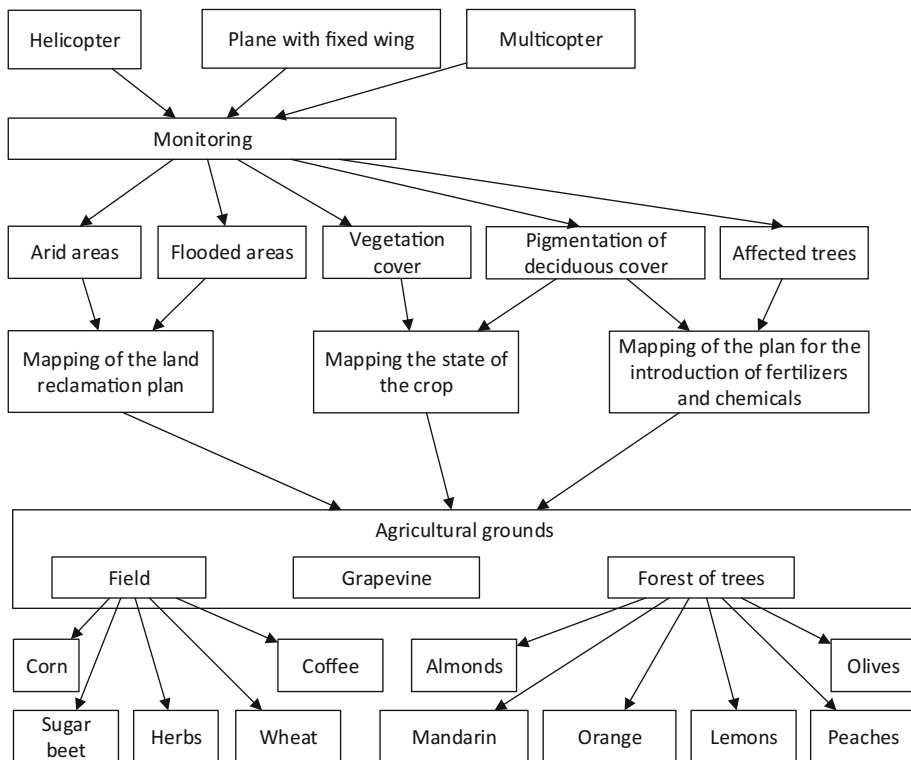 Helicopter
Plane with fixed wing
Multicopter
Monitoring
Arid areas
Flooded areas
Vegetation
cover
Pigmentation of
deciduous cover
Affected trees
Mapping of the land
reclamation plan
Mapping the state of
the crop
Mapping of the plan for the
introduction of fertilizers
and chemicals
Agricultural grounds
Field
Grapevine
Forest of trees
Corn
Coffee
Almonds
Olives
Sugar
beet
Herbs
Wheat
Mandarin
Orange
Lemons
Peaches